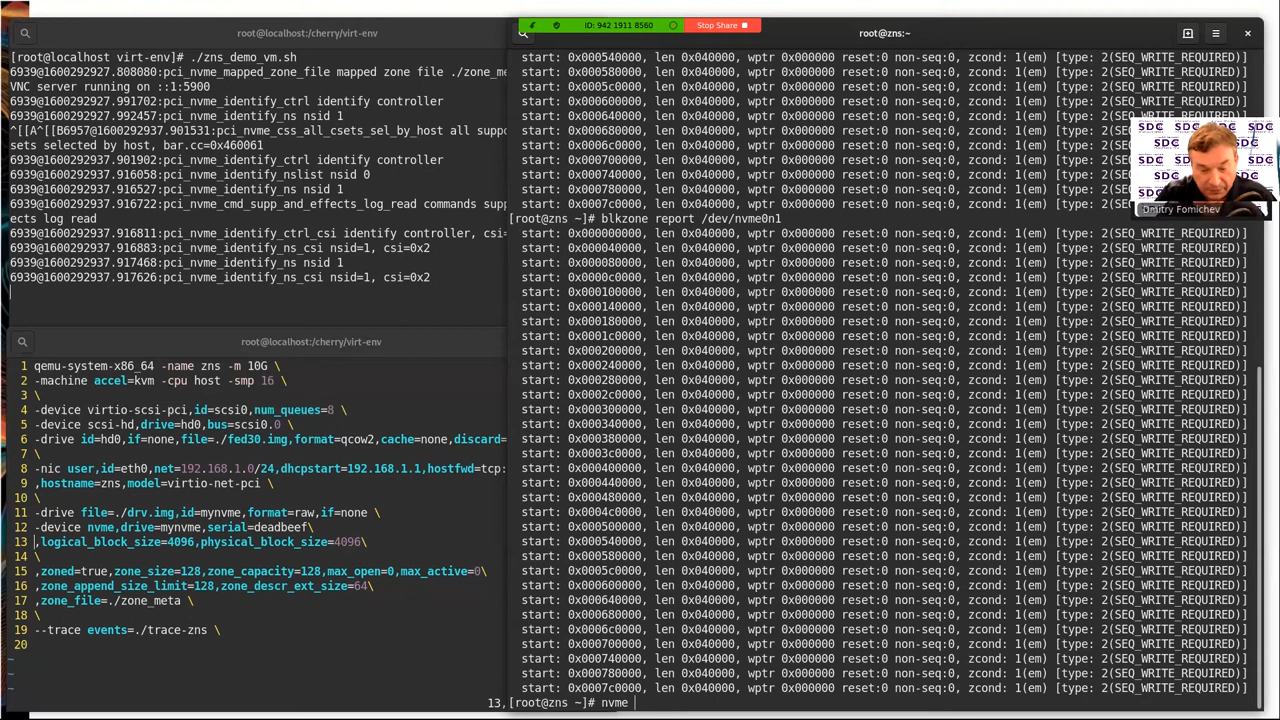 ID: 942 1911 8560
Stop Share
root@localhost:/cherry/virt-env
[root@localhost virt-env]# ./zns_demo_vm.sh
6939@1600292927.808080:pci_nvme_mapped_zone_file mapped zone file ./zone_me
VNC server running on ::1:5900
6939@1600292927.991702:pci_nvme_identify_ctrl identify controller
6939@1600292927.992457:pci_nvme_identify_ns nsid 1
^[[A^[[B6957@1600292937.901531:pci_nvme_css_all_csets_sel_by_host all suppo
sets selected by host, bar.cc=0x460061
6939@1600292937.901902:pci_nvme_identify_ctrl identify controller
6939@1600292937.916058:pci_nvme_identify_nslist nsid 0
6939@1600292937.916527:pci_nvme_identify_ns nsid 1
6939@1600292937.916722:pci_nvme_cmd_supp_and_effects_log_read commands supp
ects log read
6939@1600292937.916811:pci_nvme_identify_ctrl_csi identify controller, csi=
6939@1600292937.916883:pci_nvme_identify_ns_csi nsid=1, csi=0x2
6939@1600292937.917468:pci_nvme_identify_ns nsid 1
6939@1600292937.917626:pci_nvme_identify_ns_csi nsid=1, csi=0x2
root@localhost:/cherry/virt-env
1 qemu-system-x86_64 -name zns -m 10G \
2 -machine accel=kvm -cpu host -smp 16 \
3 \
4 -device virtio-scsi-pci,id=scsi0,num_queues=8 \
5 -device scsi-hd,drive=hd0,bus=scsi0.0 \
6 -drive id=hd0,if=none,file=./fed30.img,format=qcow2,cache=none,discard=
7 \
8 -nic user,id=eth0,net=192.168.1.0/24,dhcpstart=192.168.1.1,hostfwd=tcp:
9 ,hostname=zns,model=virtio-net-pci \
10 \
11 -drive file=./drv.img,id=mynvme,format=raw,if=none \
12 -device nvme,drive=mynvme,serial=deadbeef\
13 ,logical_block_size=4096,physical_block_size=4096\
14 \
15 ,zoned=true,zone_size=128,zone_capacity=128,max_open=0,max_active=0\
16 ,zone_append_size_limit=128,zone_descr_ext_size=64\
17 ,zone_file=./zone_meta \
18 \
19 --trace events=./trace-zns \
20
~
~
~
13,
root@zns:~
start: 0x000540000, len 0x040000, wptr 0x000000 reset:0 non-seq:0, zcond: 1(em) [type: 2(SEQ_WRITE_REQUIRED)]
start: 0x000580000, len 0x040000, wptr 0x000000 reset:0 non-seq:0, zcond: 1(em) [type: 2(SEQ_WRITE_REQUIRED)]
start: 0x0005c0000, len 0x040000, wptr 0x000000 reset:0 non-seq:0, zcond: 1(em) [type: 2(SEQ_WRITE_REQUIRED)]
start: 0x000600000, len 0x040000, wptr 0x000000 reset:0 non-seq:0, zcond: 1(em) [type: 2(SEQ_WRITE_REQUIRED)]
start: 0x000640000, len 0x040000, wptr 0x000000 reset:0 non-seq:0, zcond: 1(em) [type: 2(SEQ_WRITE_REQUIRED)]
start: 0x000680000, len 0x040000, wptr 0x000000 reset:0 non-seq:0, zcond: 1(em) [type: 2(SEQ_W
start: 0x0006c0000, len 0x040000, wptr 0x000000 reset:0 non-seq:0, zcond: 1(em) [type: 2(SEQ_W
start: 0x000700000, len 0x040000, wptr 0x000000 reset:0 non-seq:0, zcond: 1(em) [type: 2(SEQ_W
start: 0x000740000, len 0x040000, wptr 0x000000 reset:0 non-seq:0, zcond: 1(em) [type: 2(SEQ_W
start: 0x000780000, len 0x040000, wptr 0x000000 reset:0 non-seq:0, zcond: 1(em) [type: 2(SEQ_W
start: 0x0007c0000, len 0x040000, wptr 0x000000 reset:0 non-seq:0, zcond: 1(em) [type: 2(SEQ_W
SDC
Dmitry Fomichev
[root@zns ~]# blkzone report /dev/nvme0n1
start: 0x000000000, len 0x040000, wptr 0x000000 reset:0 non-seq:0, zcond: 1(em) [type: 2(SEQ_WRITE_REQUIRED)]
start: 0x000040000, len 0x040000, wptr 0x000000 reset:0 non-seq:0, zcond: 1(em) [type: 2(SEQ_WRITE_REQUIRED)]
start: 0x000080000, len 0x040000, wptr 0x000000 reset:0 non-seq:0, zcond: 1(em) [type: 2(SEQ_WRITE_REQUIRED)]
start: 0x0000c0000, len 0x040000, wptr 0x000000 reset:0 non-seq:0, zcond: 1(em) [type: 2(SEQ_WRITE_REQUIRED)]
start: 0x000100000, len 0x040000, wptr 0x000000 reset:0 non-seq:0, zcond: 1(em) [type: 2(SEQ_WRITE_REQUIRED)]
start: 0x000140000, len 0x040000, wptr 0x000000 reset:0 non-seq:0, zcond: 1(em) [type: 2(SEQ_WRITE_REQUIRED)]
start: 0x000180000, len 0x040000, wptr 0x000000 reset:0 non-seq:0, zcond: 1(em) [type: 2(SEQ_WRITE_REQUIRED)]
start: 0x0001c0000, len 0x040000, wptr 0x000000 reset:0 non-seq:0, zcond: 1(em) [type: 2(SEQ_WRITE_REQUIRED)]
start: 0x000200000, len 0x040000, wptr 0x000000 reset:0 non-seq:0, zcond: 1(em) [type: 2(SEQ_WRITE_REQUIRED)]
start: 0x000240000, len 0x040000, wptr 0x000000 reset:0 non-seq:0, zcond: 1(em) [type: 2(SEQ_WRITE_REQUIRED)]
start: 0x000280000, len 0x040000, wptr 0x000000 reset:0 non-seq:0, zcond: 1(em) [type: 2(SEQ_WRITE_REQUIRED)]
start: 0x0002c0000, len 0x040000, wptr 0x000000 reset:0 non-seq:0, zcond: 1(em) [type: 2(SEQ_WRITE_REQUIRED)]
start: 0x000300000, len 0x040000, wptr 0x000000 reset:0 non-seq:0, zcond: 1(em) [type: 2(SEQ_WRITE_REQUIRED)]
start: 0x000340000, len 0x040000, wptr 0x000000 reset:0 non-seq:0, zcond: 1(em) [type: 2(SEQ_WRITE_REQUIRED)]
start: 0x000380000, len 0x040000, wptr 0x000000 reset:0 non-seq:0, zcond: 1(em) [type: 2(SEQ_WRITE_REQUIRED)]
start: 0x0003c0000, len 0x040000, wptr 0x000000 reset:0 non-seq:0, zcond: 1(em) [type: 2(SEQ_WRITE_REQUIRED)]
start: 0x000400000, len 0x040000, wptr 0x000000 reset:0 non-seq:0, zcond: 1(em) [type: 2(SEQ_WRITE_REQUIRED)]
start: 0x000440000, len 0x040000, wptr 0x000000 reset:0 non-seq:0, zcond: 1(em) [type: 2(SEQ_WRITE_REQUIRED)]
start: 0x000480000, len 0x040000, wptr 0x000000 reset:0 non-seq:0, zcond: 1(em) [type: 2(SEQ_WRITE_REQUIRED)]
start: 0x0004c0000, len 0x040000, wptr 0x000000 reset:0 non-seq:0, zcond: 1(em) [type: 2(SEQ_WRITE_REQUIRED)]
start: 0x000500000, len 0x040000, wptr 0x000000 reset:0 non-seq:0, zcond: 1(em) [type: 2(SEQ_WRITE_REQUIRED)]
start: 0x000540000, len 0x040000, wptr 0x000000 reset:0 non-seq:0, zcond: 1(em) [type: 2(SEQ_WRITE_REQUIRED)]
start: 0x000580000, len 0x040000, wptr 0x000000 reset:0 non-seq:0, zcond: 1(em) [type: 2(SEQ_WRITE_REQUIRED)]
start: 0x0005c0000, len 0x040000, wptr 0x000000 reset:0 non-seq:0, zcond: 1(em) [type: 2(SEQ_WRITE_REQUIRED)]
start: 0x000600000, len 0x040000, wptr 0x000000 reset:0 non-seq:0, zcond: 1(em) [type: 2(SEQ_WRITE_REQUIRED)]
start: 0x000640000, len 0x040000, wptr 0x000000 reset:0 non-seq:0, zcond: 1(em) [type: 2(SEQ_WRITE_REQUIRED)]
start: 0x000680000, len 0x040000, wptr 0x000000 reset:0 non-seq:0, zcond: 1(em) [type: 2(SEQ_WRITE_REQUIRED)]
start: 0x0006c0000, len 0x040000, wptr 0x000000 reset:0 non-seq:0, zcond: 1(em) [type: 2(SEQ_WRITE_REQUIRED)]
start: 0x000700000, len 0x040000, wptr 0x000000 reset:0 non-seq:0, zcond: 1(em) [type: 2(SEQ_WRITE_REQUIRED)]
start: 0x000740000, len 0x040000, wptr 0x000000 reset:0 non-seq:0, zcond: 1(em) [type: 2(SEQ_WRITE_REQUIRED)]
start: 0x000780000, len 0x040000, wptr 0x000000 reset:0 non-seq:0, zcond: 1(em) [type: 2(SEQ_WRITE_REQUIRED)]
start: 0x0007c0000, len 0x040000, wptr 0x000000 reset:0 non-seq:0, zcond: 1(em) [type: 2(SEQ_WRITE_REQUIRED)]
[root@zns ~]# nvme